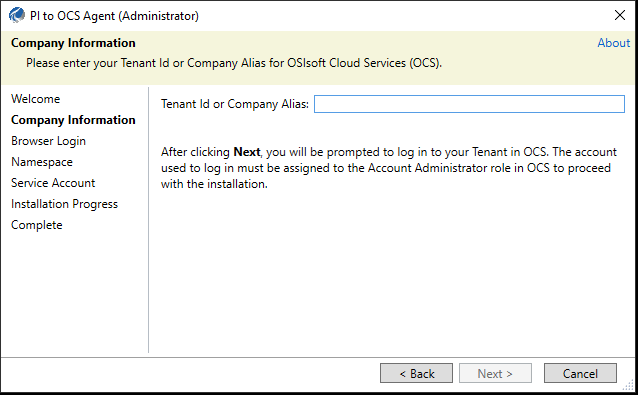 PI to OCS Agent (Administrator)
Company Information
About
Please enter your Tenant Id or Company Alias for OSIsoft Cloud Services (OCS).
Welcome
Company Information
Browser Login
Namespace
Service Account
Installation Progress
Complete
Tenant Id or Company Alias:
After clicking Next, you will be prompted to log in to your Tenant in OCS. The account
used to log in must be assigned to the Account Administrator role in OCS to proceed
with the installation.
< Back
Next >
Cancel